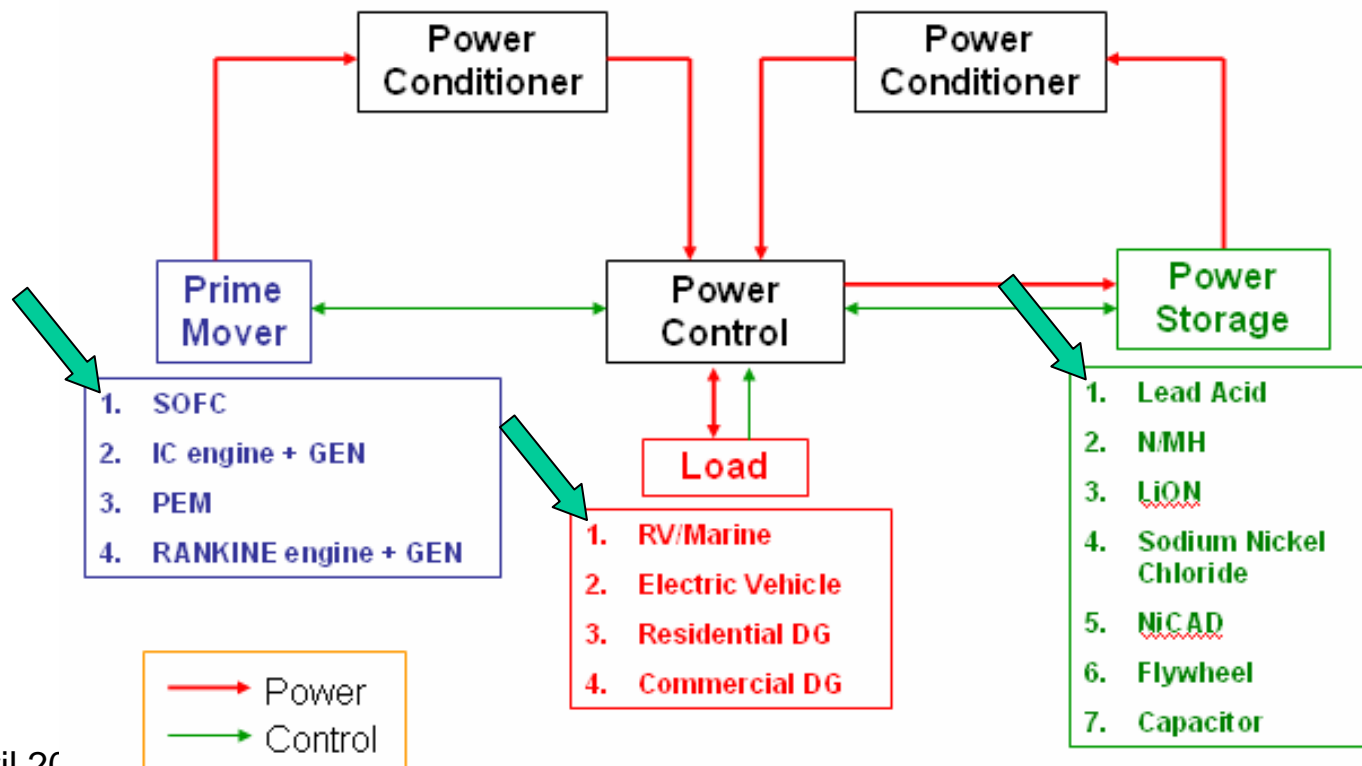 Power
Conditioner
Power
Conditioner
Prime
Mover
Power
Control
Power
Storage
1. SOFC
2. IC engine + GEN
3. PEM
4. RANKINE engine + GEN
Load
1. RV/Marine
2. Electric Vehicle
3. Residential DG
4. Commercial DG
1. Lead Acid
2. N/MH
3. LiON
4. Sodium Nickel
Chloride
5. NiCAD
6. Flywheel
7. Capacitor
Power
Control